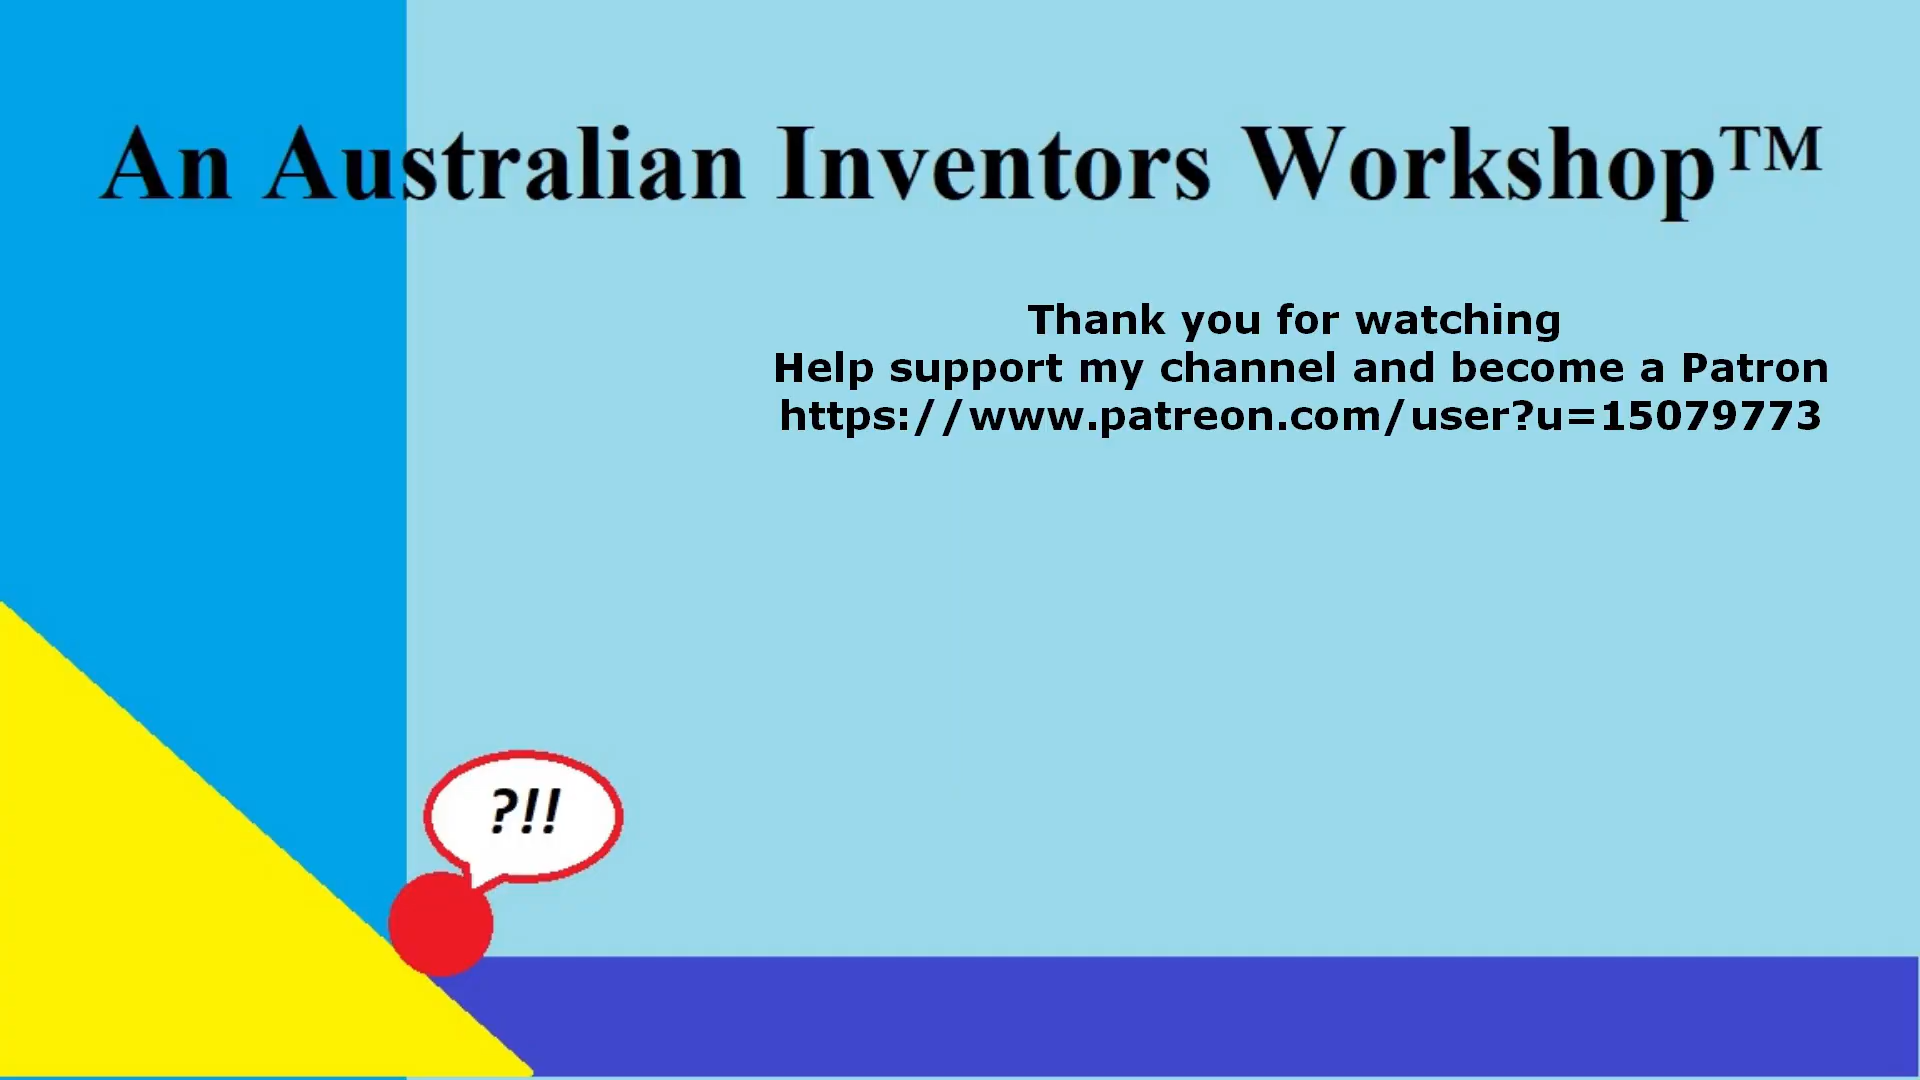 An Australian Inventors Workshop™
Thank you for watching
Help support my channel and become a Patron
https://www.patreon.com/user?u=15079773
?!!